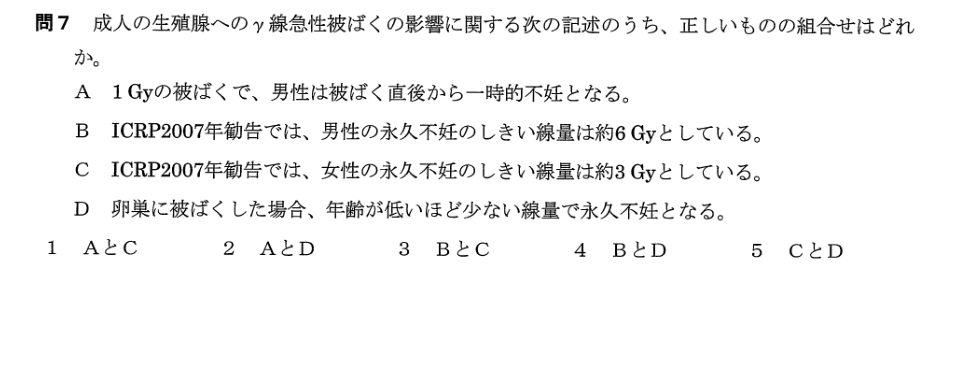 問7 成人の生殖腺へのγ線急性被ばくの影響に関する次の記述のうち、正しいものの組合せはどれ
か。
A 1 Gyの被ばくで、男性は被ばく直後から一時的不妊となる。
B ICRP2007年勧告では、男性の永久不妊のしきい線量は約6 Gyとしている。
C ICRP2007年勧告では、女性の永久不妊のしきい線量は約3 Gyとしている。
D 卵巣に被ばくした場合、年齢が低いほど少ない線量で永久不妊となる。
1 AとC 2 AとD 3 BとC 4 BとD 5 CとD